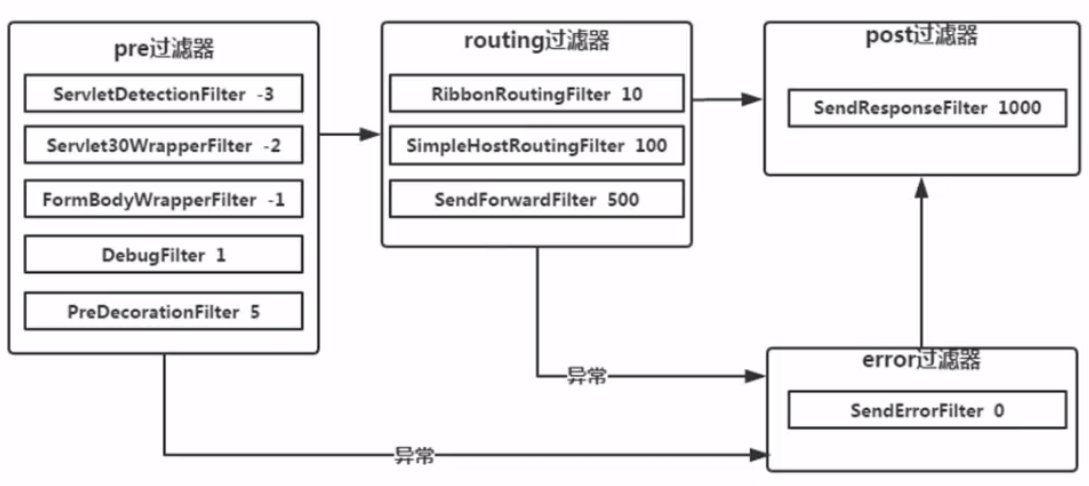 pre过滤器
ServletDetectionFilter -3
Servlet30WrapperFilter -2
FormBodyWrapperFilter -1
DebugFilter 1
PreDecorationFilter 5
routing过滤器
RibbonRoutingFilter 10
SimpleHostRoutingFilter 100
SendForwardFilter 500
post过滤器
SendResponseFilter 1000
异常
error过滤器
SendErrorFilter 0
异常